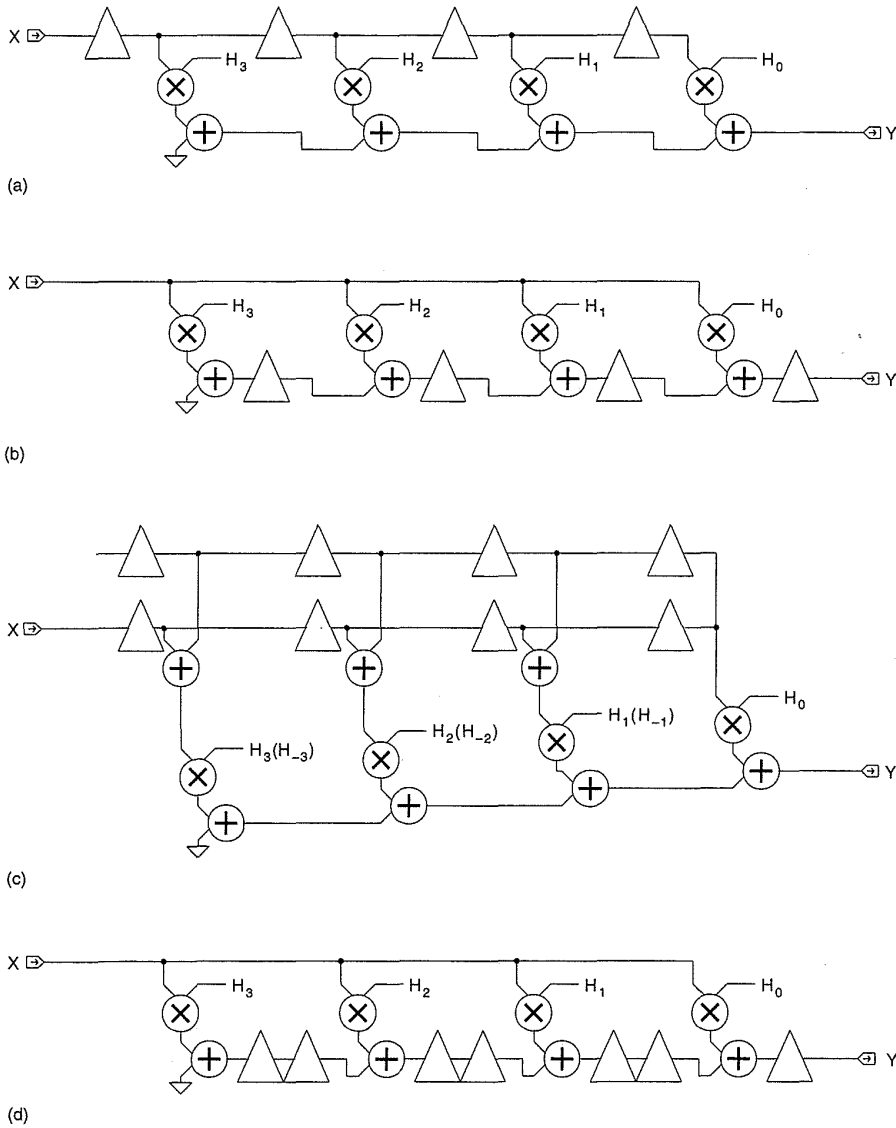 X
H₃
H₂
H₁
H₀
Y
(a)
X
H₃
H₂
H₁
H₀
Y
(b)
X
H₃(H₋₃)
H₂(H₋₂)
H₁(H₋₁)
H₀
Y
(c)
X
H₃
H₂
H₁
H₀
Y
(d)